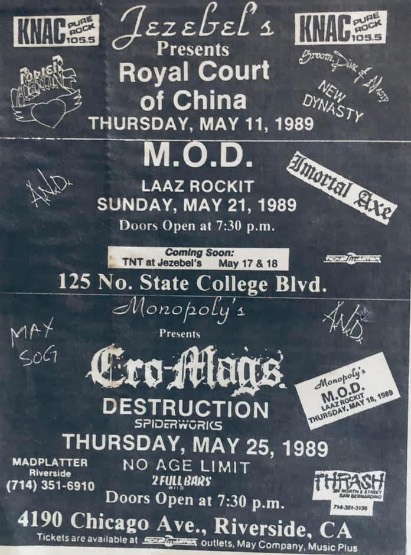 KNAC PURE ROCK 105.5
Jezebel's
KNAC PURE ROCK 105.5
Presents
Royal Court
of China
NEW DYNASTY
THURSDAY, MAY 11, 1989
M.O.D.
Imortal Axe
A.N.D.
LAAZ ROCKIT
SUNDAY, MAY 21, 1989
Doors Open at 7:30 p.m.
Coming Soon:
TNT at Jezebel's May 17 & 18
125 No. State College Blvd.
Monopoly's
A.N.D.
MAX
Presents
Cro-Mags
Monopoly's
M.O.D.
LAAZ ROCKIT
THURSDAY, MAY 18, 1989
DESTRUCTION
SPIDERWORKS
THURSDAY, MAY 25, 1989
MADPLATTER
Riverside
(714) 351-6910
NO AGE LIMIT
2 FULL BARS
Doors Open at 7:30 p.m.
THRASH
SAN BERNARDINO
4190 Chicago Ave., Riverside, CA
Tickets are available at outlets, May Company, Music Plus